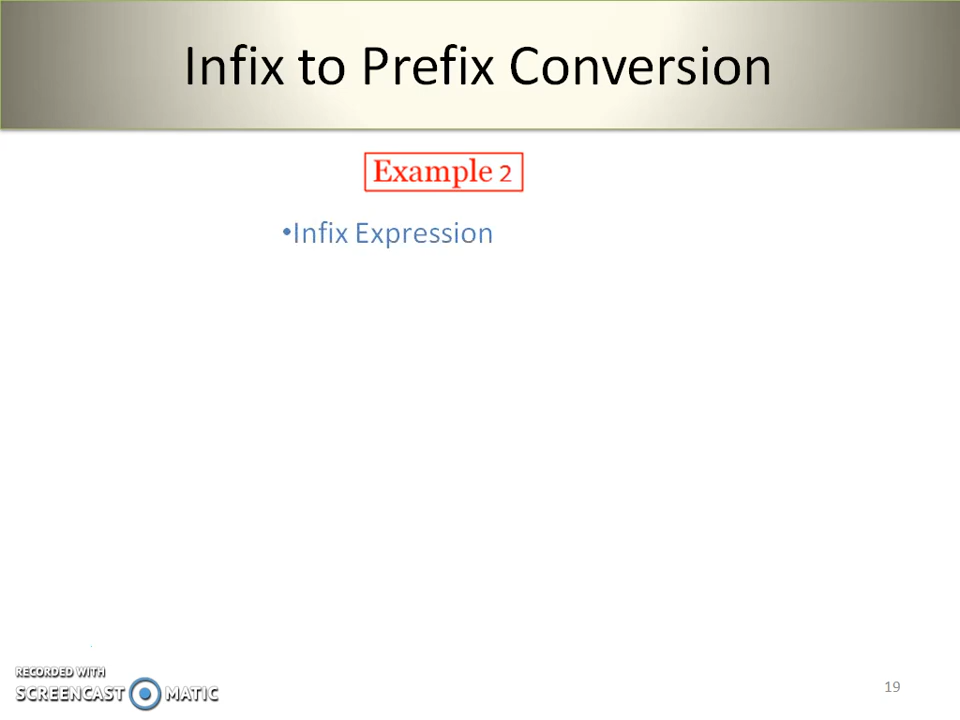 Infix to Prefix Conversion
Example 2
•Infix Expression
RECORDED WITH
SCREENCAST MATIC
19